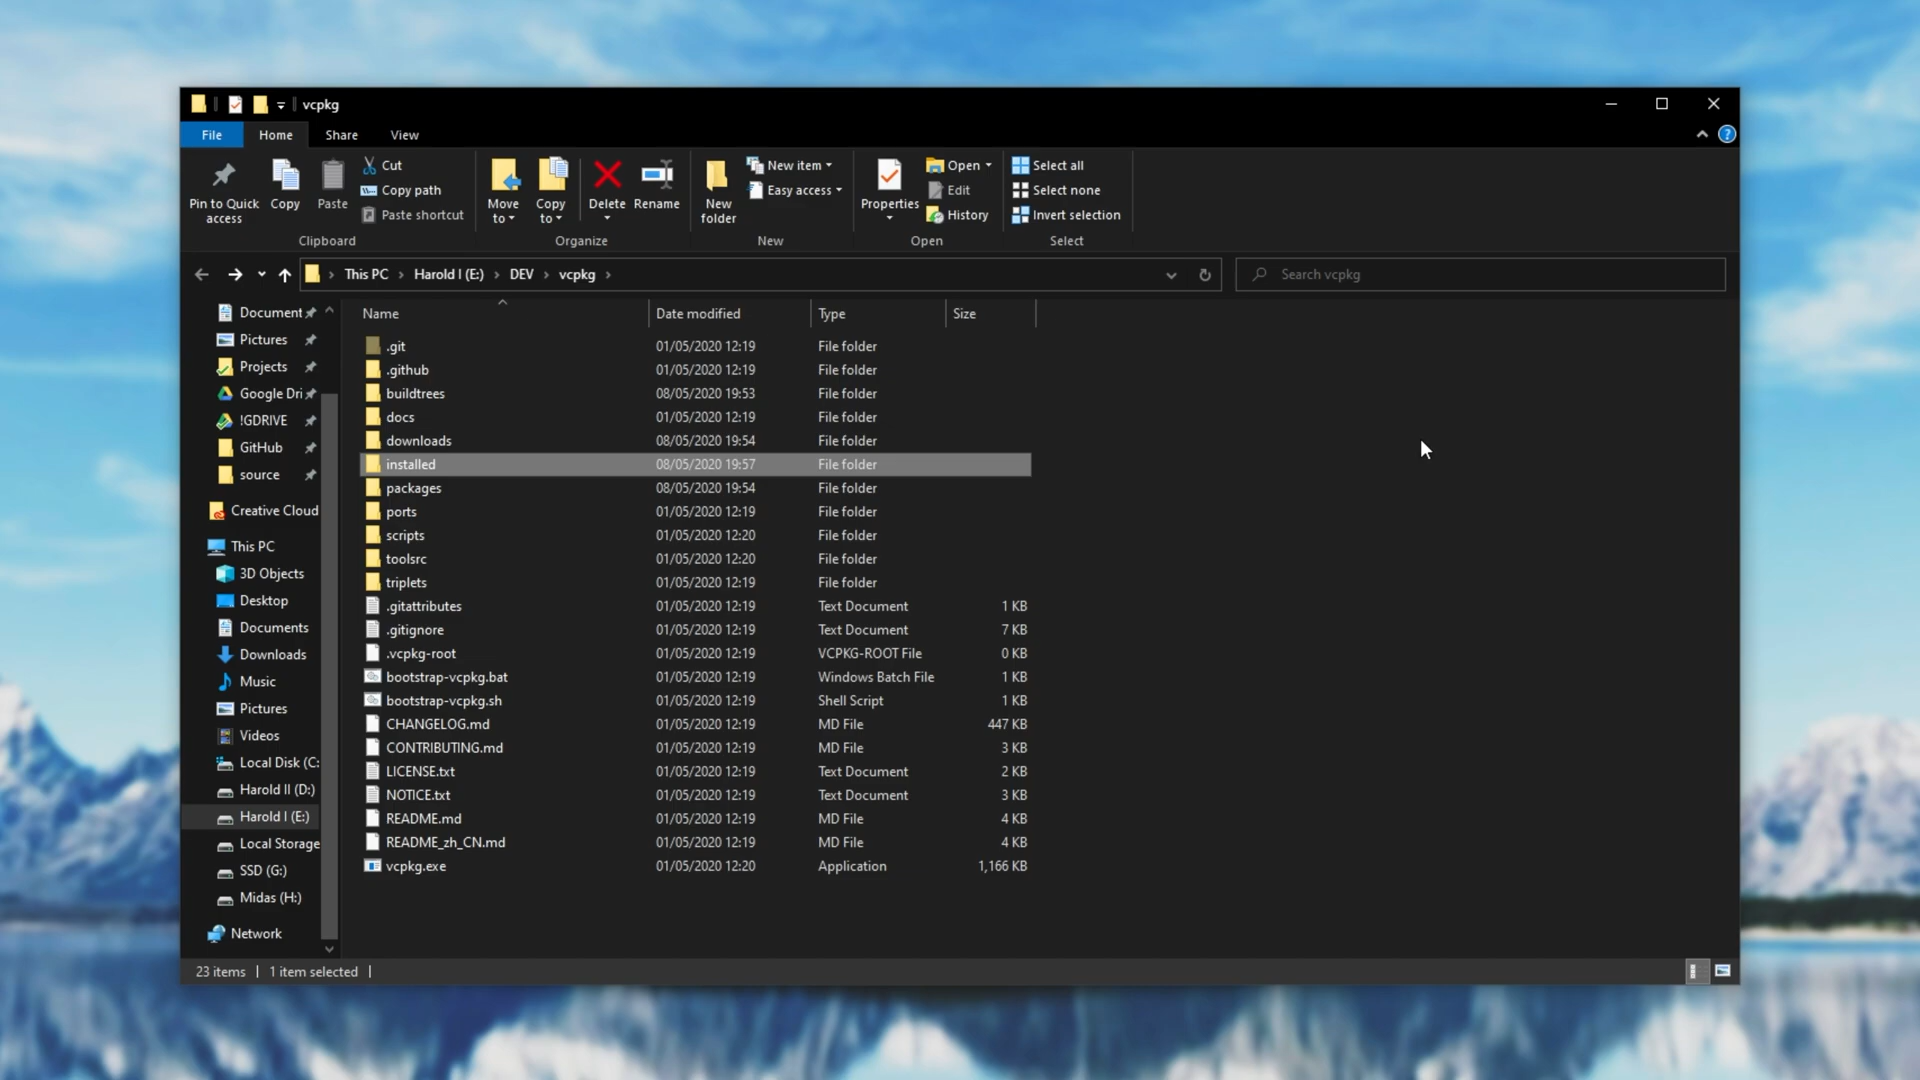 vcpkg
File Home Share View
Pin to Quick access
Copy
Paste
Cut
Copy path
Paste shortcut
Clipboard
Move to
Copy to
Delete
Rename
Organize
New folder
New item
Easy access
New
Properties
Open
Edit
History
Open
Select all
Select none
Invert selection
Select
This PC › Harold I (E:) › DEV › vcpkg ›
Search vcpkg
Document
Pictures
Projects
Google Dri
!GDRIVE
GitHub
source
Creative Cloud
This PC
3D Objects
Desktop
Documents
Downloads
Music
Pictures
Videos
Local Disk (C:
Harold II (D:)
Harold I (E:)
Local Storage
SSD (G:)
Midas (H:)
Network
Name Date modified Type Size
.git 01/05/2020 12:19 File folder
.github 01/05/2020 12:19 File folder
buildtrees 08/05/2020 19:53 File folder
docs 01/05/2020 12:19 File folder
downloads 08/05/2020 19:54 File folder
installed 08/05/2020 19:57 File folder
packages 08/05/2020 19:54 File folder
ports 01/05/2020 12:19 File folder
scripts 01/05/2020 12:20 File folder
toolsrc 01/05/2020 12:20 File folder
triplets 01/05/2020 12:19 File folder
.gitattributes 01/05/2020 12:19 Text Document 1 KB
.gitignore 01/05/2020 12:19 Text Document 7 KB
.vcpkg-root 01/05/2020 12:19 VCPKG-ROOT File 0 KB
bootstrap-vcpkg.bat 01/05/2020 12:19 Windows Batch File 1 KB
bootstrap-vcpkg.sh 01/05/2020 12:19 Shell Script 1 KB
CHANGELOG.md 01/05/2020 12:19 MD File 447 KB
CONTRIBUTING.md 01/05/2020 12:19 MD File 3 KB
LICENSE.txt 01/05/2020 12:19 Text Document 2 KB
NOTICE.txt 01/05/2020 12:19 Text Document 3 KB
README.md 01/05/2020 12:19 MD File 4 KB
README_zh_CN.md 01/05/2020 12:19 MD File 4 KB
vcpkg.exe 01/05/2020 12:20 Application 1,166 KB
23 items | 1 item selected |